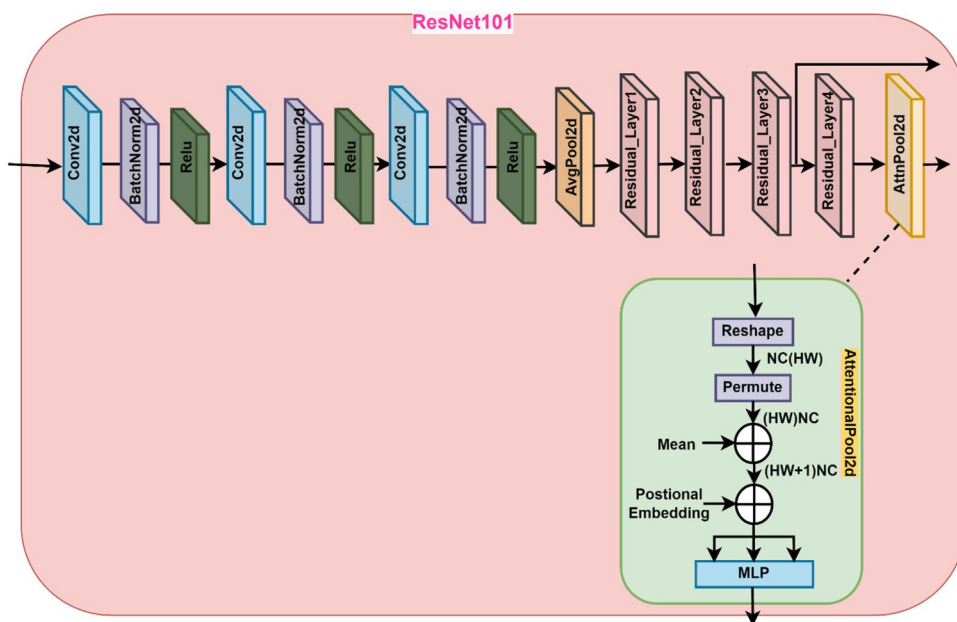 ResNet101
Conv2d
BatchNorm2d
Relu
Conv2d
BatchNorm2d
Relu
Conv2d
BatchNorm2d
Relu
AvgPool2d
Residual_Layer1
Residual_Layer2
Residual_Layer3
Residual_Layer4
AttnPool2d
Reshape
NC(HW)
Permute
(HW)NC
Mean
(HW+1)NC
Postional
Embedding
MLP
AttentionalPool2d